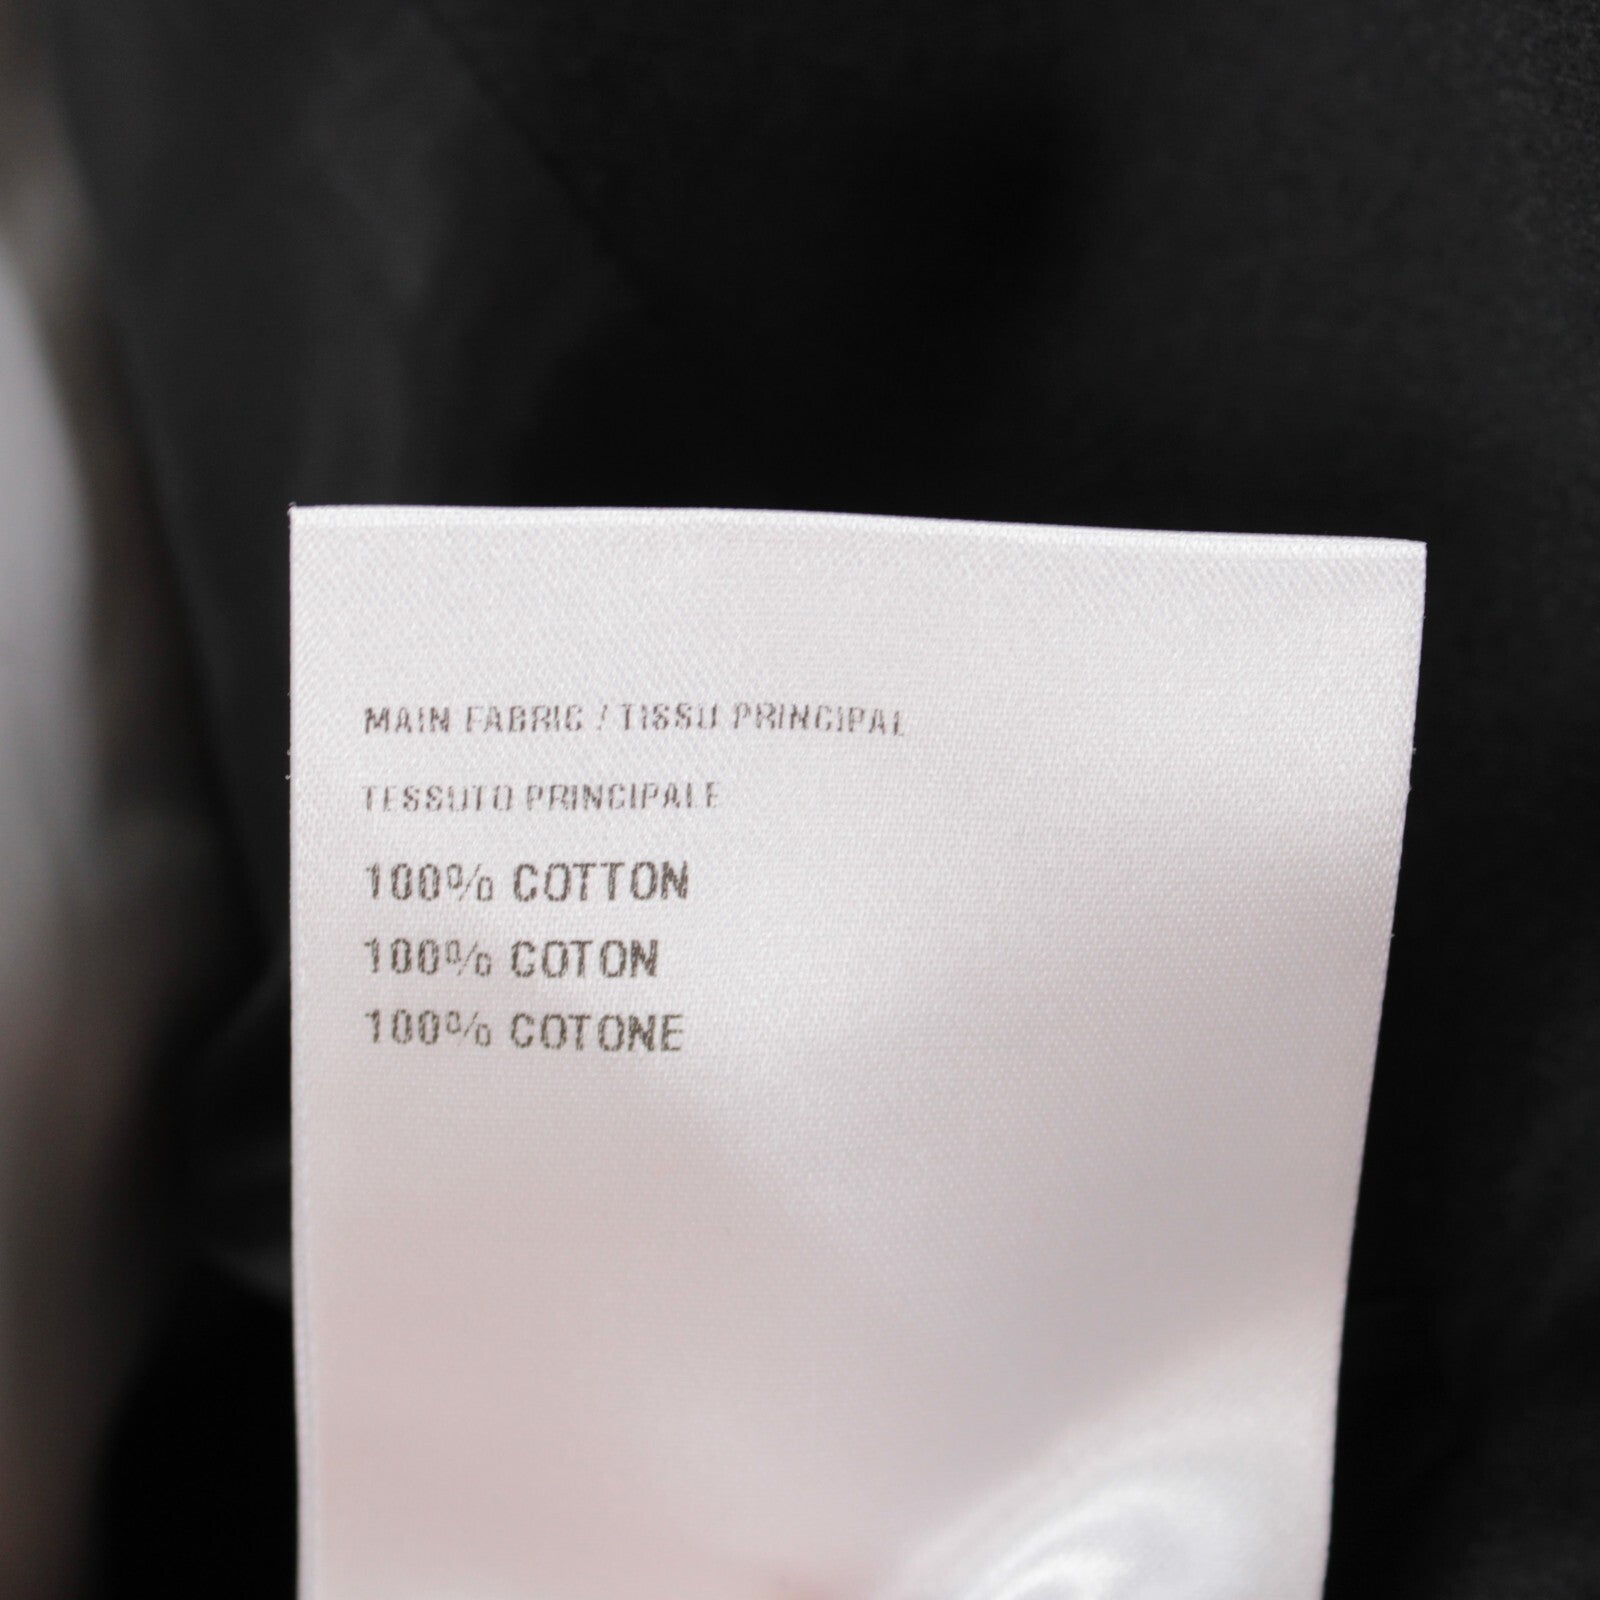 MAIN FABRIC / TISSU PRINCIPAL
TESSUTO PRINCIPALE
100% COTTON
100% COTON
100% COTONE